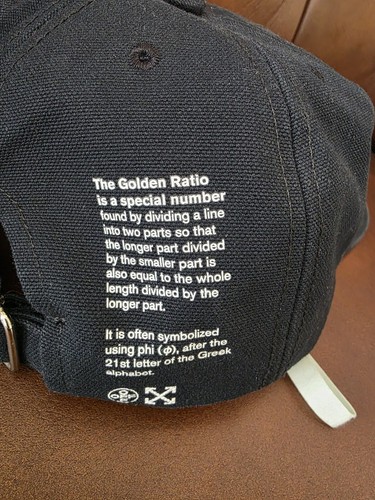 The Golden Ratio
is a special number
found by dividing a line
into two parts so that
the longer part divided
by the smaller part is
also equal to the whole
length divided by the
longer part.
It is often symbolized
using phi (ϕ), after the
21st letter of the Greek
alphabet.
OFF